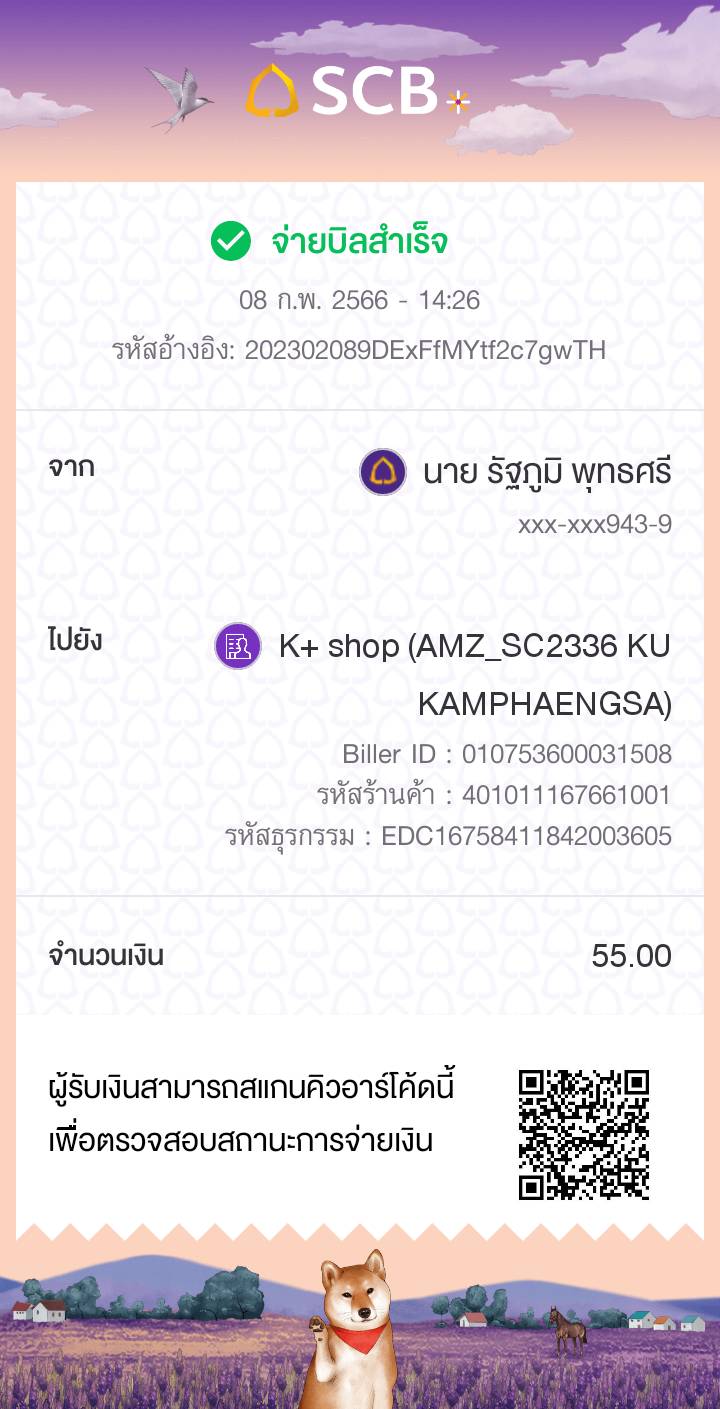 SCB
จ่ายบิลสำเร็จ
08 ก.พ. 2566 - 14:26
รหัสอ้างอิง: 202302089DExFfMYtf2c7gwTH
จาก
นาย รัฐภูมิ พุทธศรี
xxx-xxx943-9
ไปยัง
K+ shop (AMZ_SC2336 KU
KAMPHAENGSA)
Biller ID : 010753600031508
รหัสร้านค้า : 401011167661001
รหัสธุรกรรม : EDC16758411842003605
จำนวนเงิน
55.00
ผู้รับเงินสามารถสแกนคิวอาร์โค้ดนี้
เพื่อตรวจสอบสถานะการจ่ายเงิน